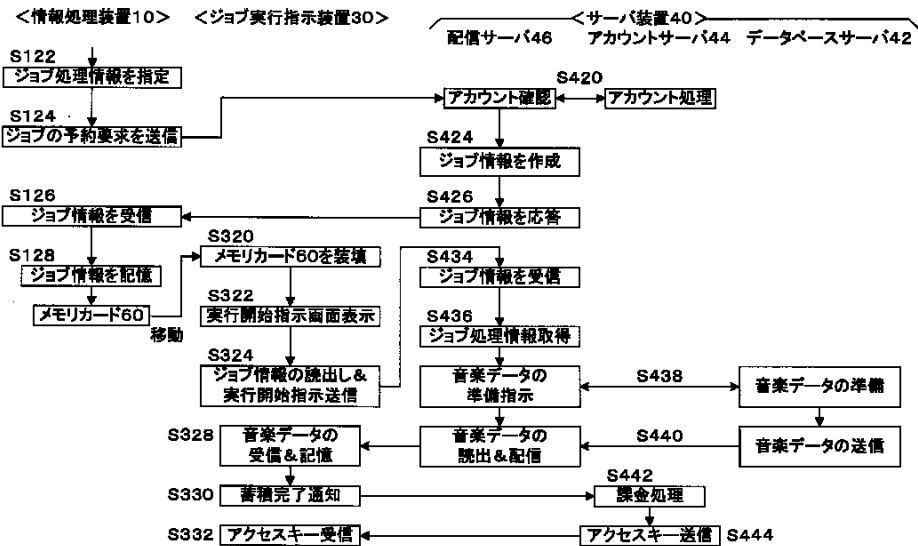 <情報処理装置10>
<ジョブ実行指示装置30>
<サーバ装置40>
配信サーバ46
アカウントサーバ44
データベースサーバ42
S122
ジョブ処理情報を指定
S420
アカウント確認
アカウント処理
S124
ジョブの予約要求を送信
S424
ジョブ情報を作成
S126
ジョブ情報を受信
S426
ジョブ情報を応答
S128
ジョブ情報を記憶
メモリカード60
移動
S320
メモリカード60を装填
S322
実行開始指示画面表示
S324
ジョブ情報の読出し&
実行開始指示送信
S434
ジョブ情報を受信
S436
ジョブ処理情報取得
音楽データの
準備指示
S438
音楽データの準備
S328
音楽データの
受信&記憶
音楽データの
読出&配信
S440
音楽データの送信
S330
蓄積完了通知
S442
課金処理
S332
アクセスキー受信
アクセスキー送信
S444